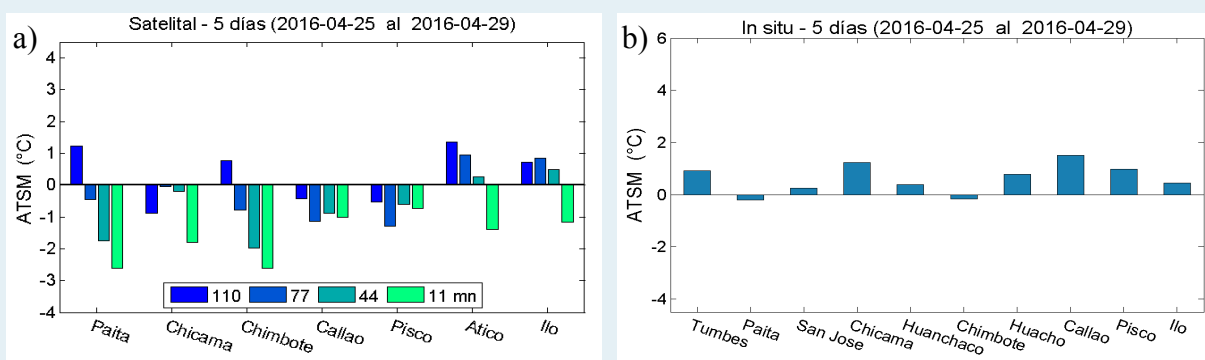 a)
Satelital - 5 días (2016-04-25 al 2016-04-29)
ATSM (°C)
4
3
2
1
0
-1
-2
-3
-4
110 77 44 11 mn
Paita Chicama Chimbote Callao Pisco Atico Ilo
b)
In situ - 5 días (2016-04-25 al 2016-04-29)
ATSM (°C)
6
4
2
0
-2
-4
Tumbes Paita San Jose Chicama Huanchaco Chimbote Huacho Callao Pisco Ilo